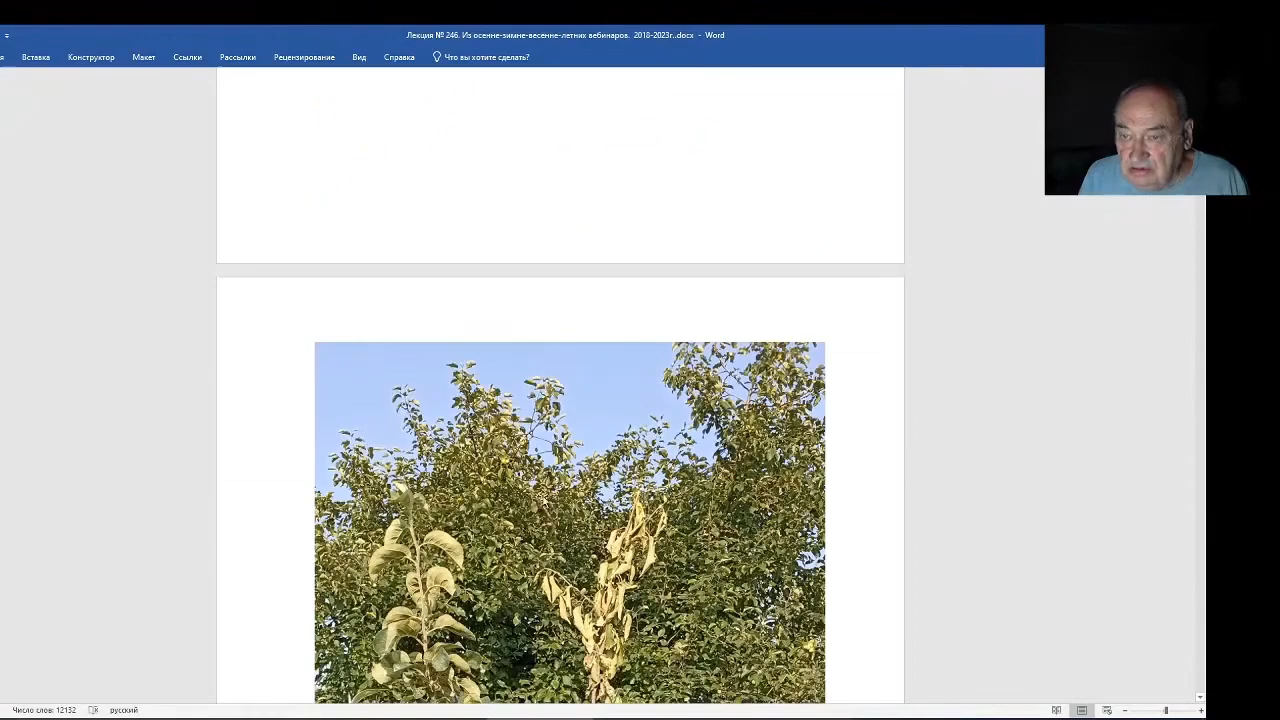 Лекция № 246. Из осенне-зимне-весенне-летних вебинаров. 2018-2023г..docx - Word
я Вставка Конструктор Макет Ссылки Рассылки Рецензирование Вид Справка Что вы хотите сделать?
Число слов: 12132 русский